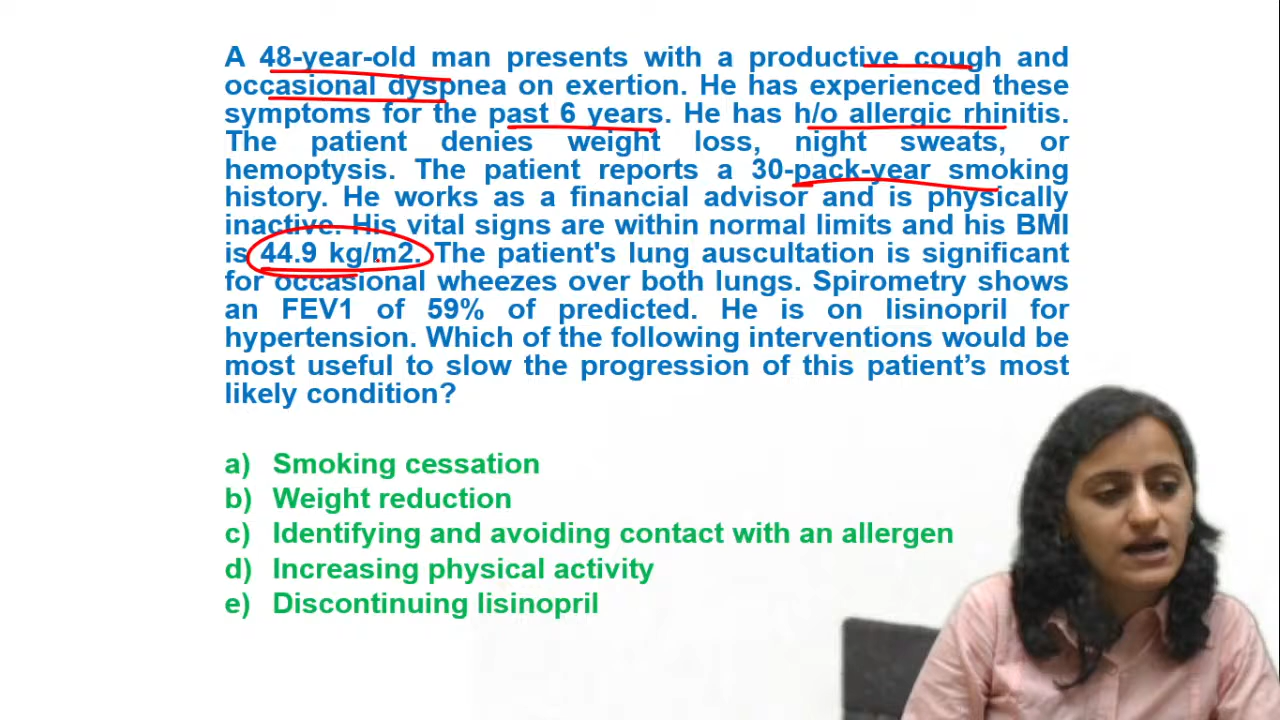 A 48-year-old man presents with a productive cough and
occasional dyspnea on exertion. He has experienced these
symptoms for the past 6 years. He has h/o allergic rhinitis.
The patient denies weight loss, night sweats, or
hemoptysis. The patient reports a 30-pack-year smoking
history. He works as a financial advisor and is physically
inactive. His vital signs are within normal limits and his BMI
is 44.9 kg/m2. The patient's lung auscultation is significant
for occasional wheezes over both lungs. Spirometry shows
an FEV1 of 59% of predicted. He is on lisinopril for
hypertension. Which of the following interventions would be
most useful to slow the progression of this patient’s most
likely condition?
a) Smoking cessation
b) Weight reduction
c) Identifying and avoiding contact with an allergen
d) Increasing physical activity
e) Discontinuing lisinopril